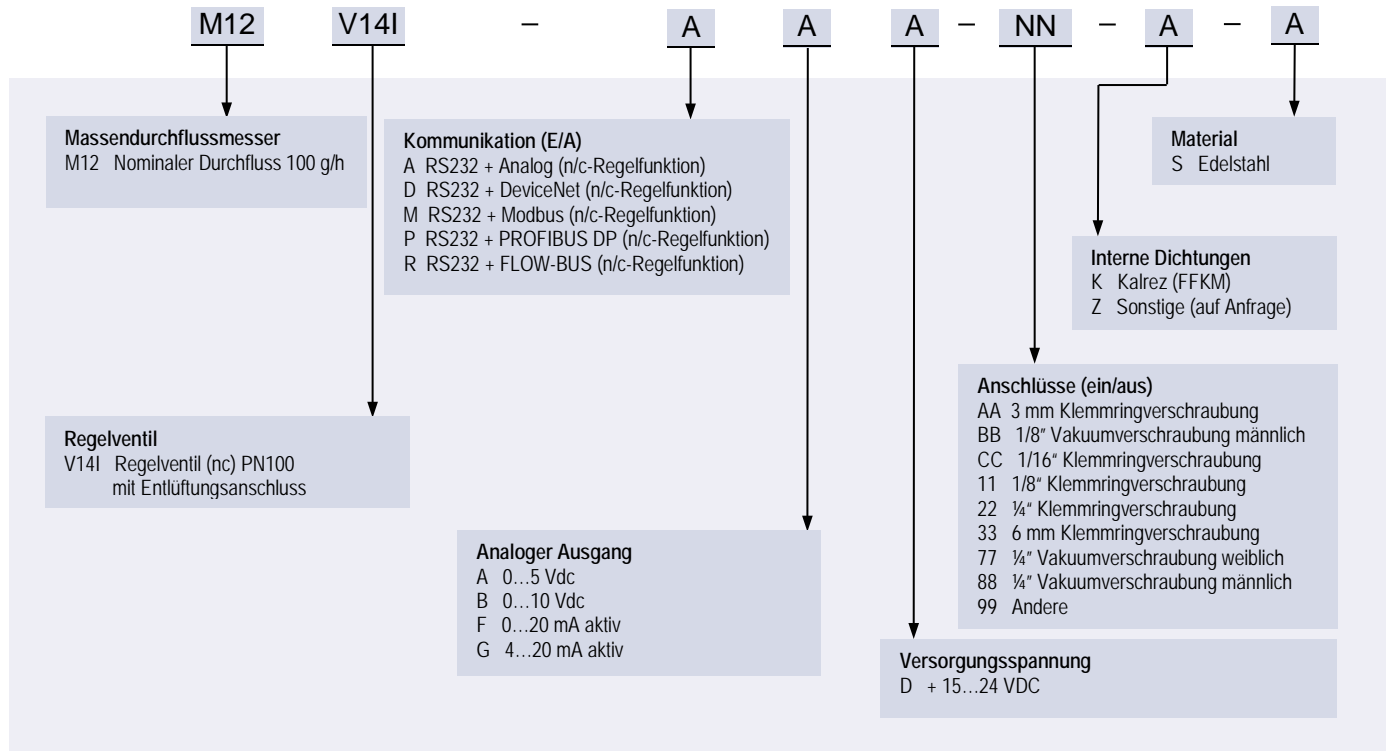 M12 V14I – A A A – NN – A – A
Massendurchflussmesser
M12 Nominaler Durchfluss 100 g/h
Kommunikation (E/A)
A RS232 + Analog (n/c-Regelfunktion)
D RS232 + DeviceNet (n/c-Regelfunktion)
M RS232 + Modbus (n/c-Regelfunktion)
P RS232 + PROFIBUS DP (n/c-Regelfunktion)
R RS232 + FLOW-BUS (n/c-Regelfunktion)
Material
S Edelstahl
Interne Dichtungen
K Kalrez (FFKM)
Z Sonstige (auf Anfrage)
Regelventil
V14I Regelventil (nc) PN100
mit Entlüftungsanschluss
Anschlüsse (ein/aus)
AA 3 mm Klemmringverschraubung
BB 1/8" Vakuumverschraubung männlich
CC 1/16" Klemmringverschraubung
11 1/8" Klemmringverschraubung
22 ¼" Klemmringverschraubung
33 6 mm Klemmringverschraubung
77 ¼" Vakuumverschraubung weiblich
88 ¼" Vakuumverschraubung männlich
99 Andere
Analoger Ausgang
A 0…5 Vdc
B 0…10 Vdc
F 0…20 mA aktiv
G 4…20 mA aktiv
Versorgungsspannung
D + 15…24 VDC